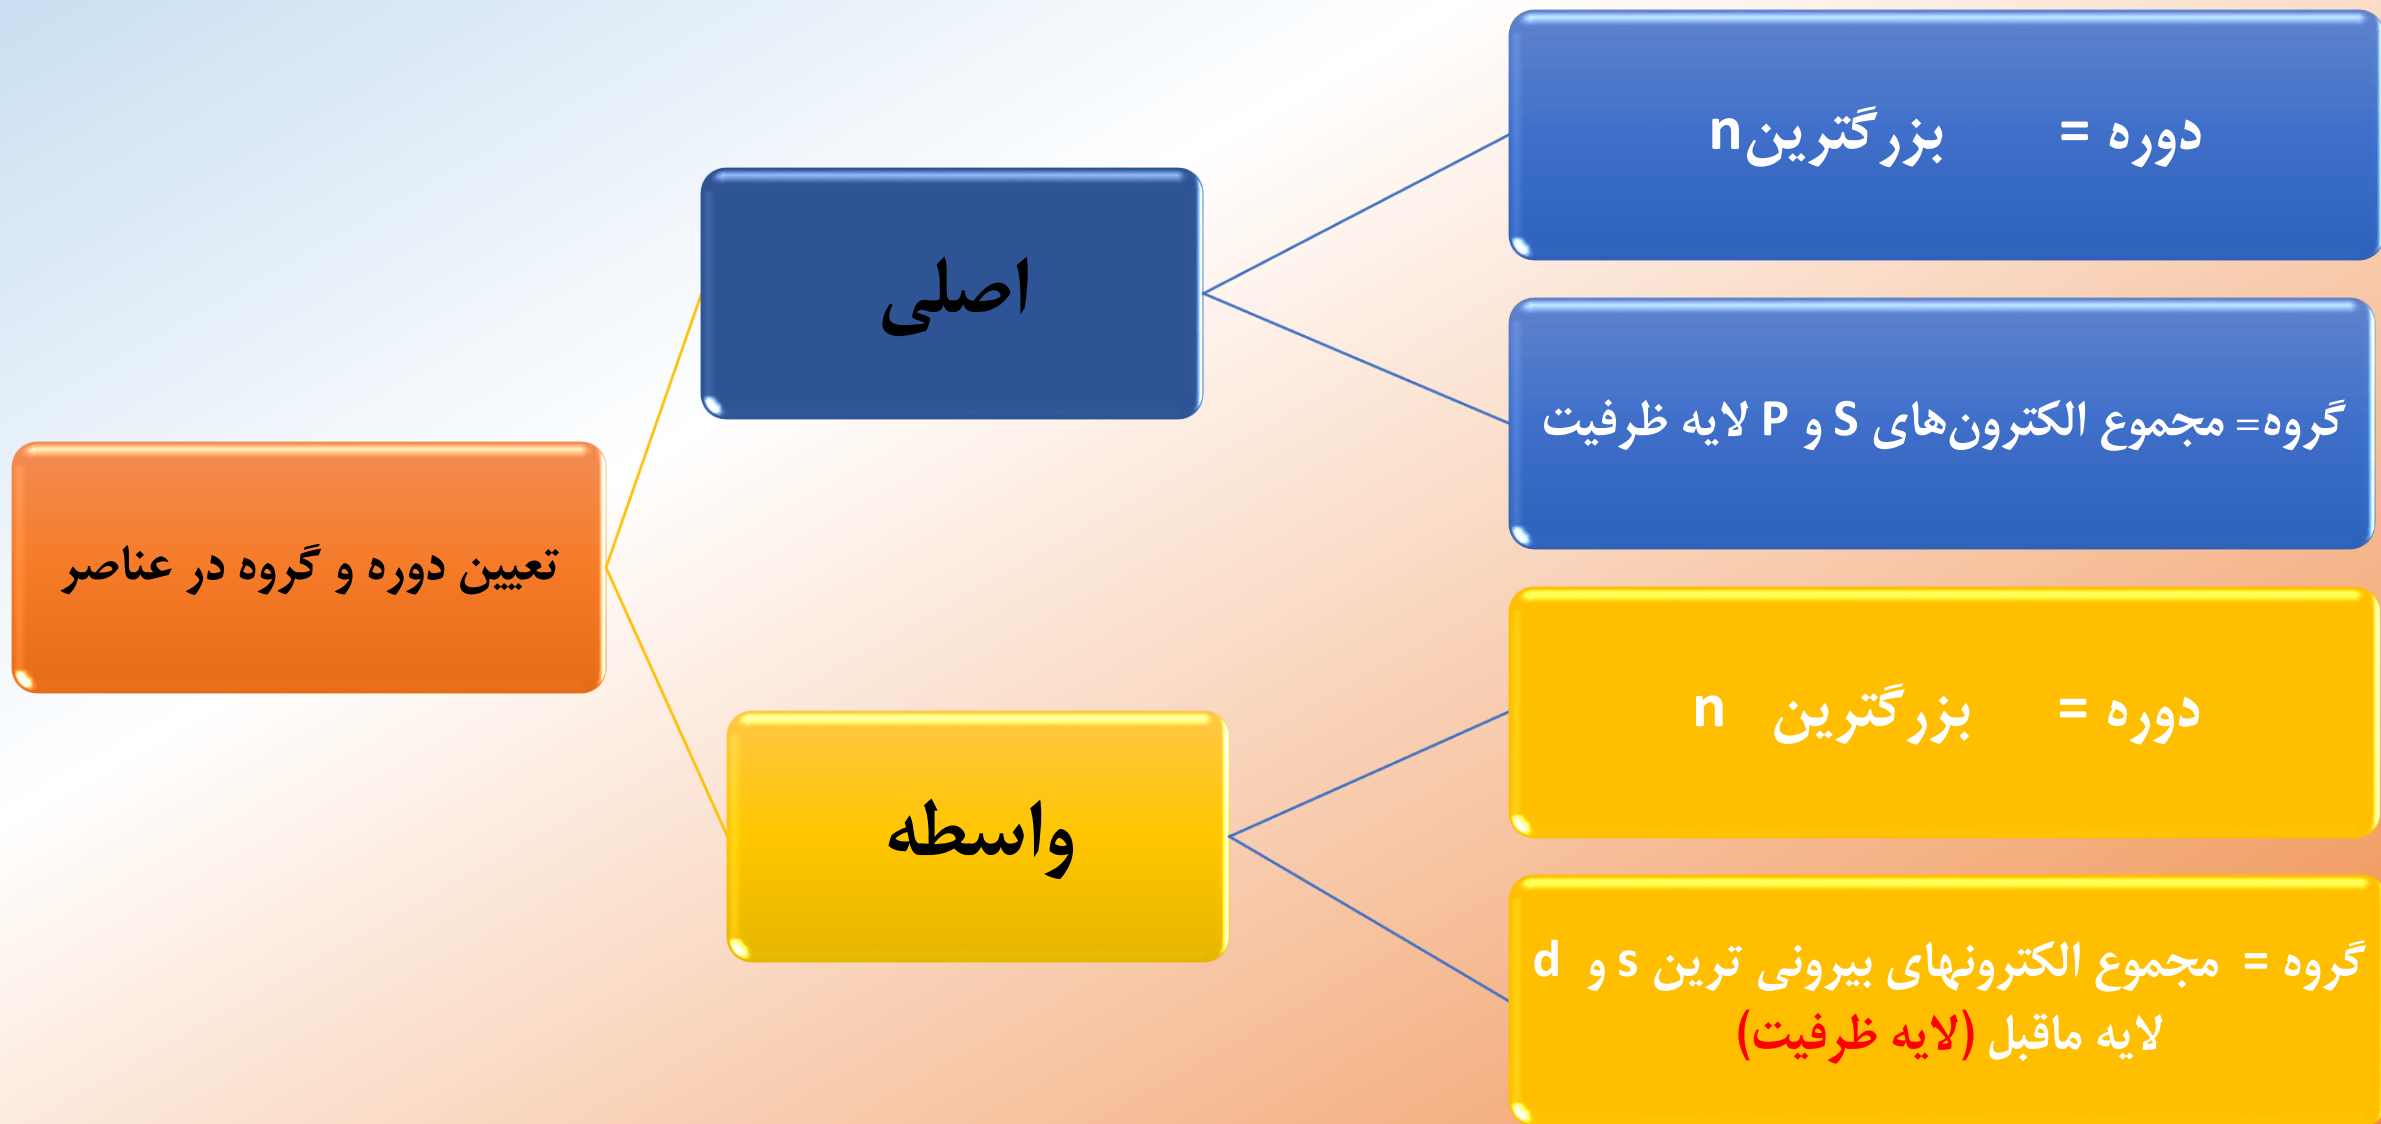 تعیین دوره و گروه در عناصر
اصلی
دوره = بزرگترینn
گروه= مجموع الکترون‌های S و P لایه ظرفیت
واسطه
دوره = بزرگترین n
گروه = مجموع الکترونهای بیرونی ترین s و d
لایه ماقبل (لایه ظرفیت)